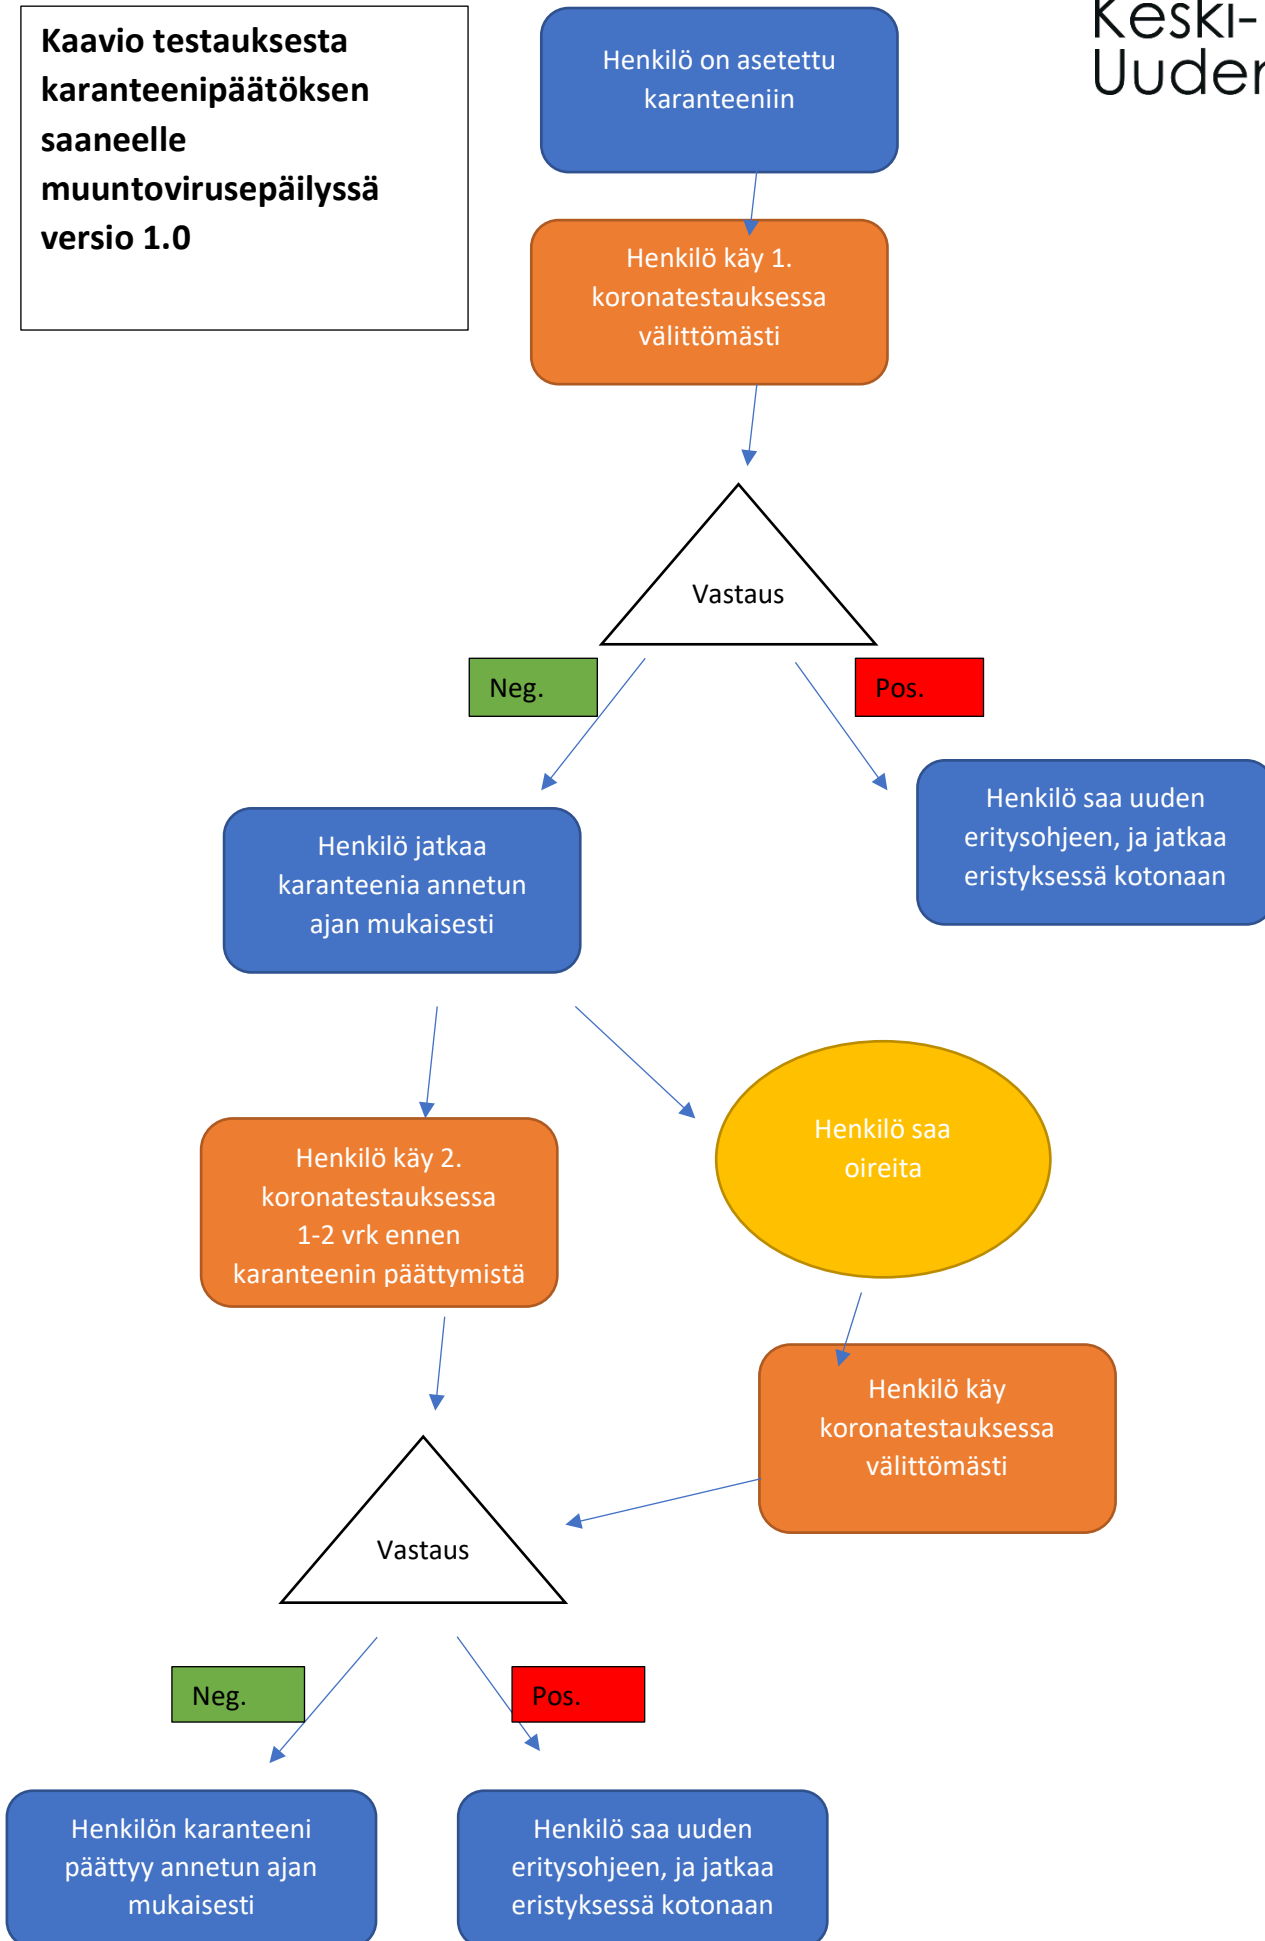 Kaavio testauksesta
karanteenipäätöksen
saaneelle
muuntovirusepäilyssä
versio 1.0
Keski-
Henkilö on asetettu
karanteeniin
Henkilö käy 1.
koronatestauksessa
välittömästi
Vastaus
Neg.
Pos.
Henkilö saa uuden
eritysohjeen, ja jatkaa
eristyksessä kotonaan
Henkilö jatkaa
karanteenia annetun
ajan mukaisesti
Henkilö saa
oireita
Henkilö käy 2.
koronatestauksessa
1-2 vrk ennen
karanteenin päättymistä
Henkilö käy
koronatestauksessa
välittömästi
Vastaus
Neg.
Pos.
Henkilön karanteeni
päättyy annetun ajan
mukaisesti
Henkilö saa uuden
eritysohjeen, ja jatkaa
eristyksessä kotonaan